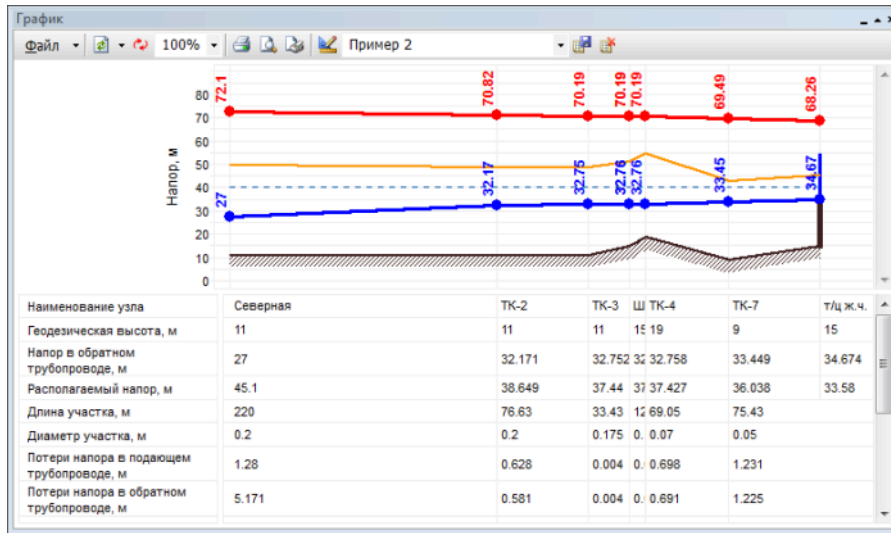 График
Файл 100% Пример 2
Напор, м
80
70
60
50
40
30
20
10
0
72.1 70.82 70.19 70.19 70.19 69.49 68.26
27 32.17 32.75 32.76 32.76 33.45 34.67
Наименование узла Северная ТК-2 ТК-3 Ш ТК-4 ТК-7 т/ц ж.ч.
Геодезическая высота, м 11 11 11 15 19 9 15
Напор в обратном
трубопроводе, м 27 32.171 32.752 32 32.758 33.449 34.674
Располагаемый напор, м 45.1 38.649 37.44 37 37.427 36.038 33.58
Длина участка, м 220 76.63 33.43 12 69.05 75.43
Диаметр участка, м 0.2 0.2 0.175 0. 0.07 0.05
Потери напора в подающем
трубопроводе, м 1.28 0.628 0.004 0. 0.698 1.231
Потери напора в обратном
трубопроводе, м 5.171 0.581 0.004 0. 0.691 1.225